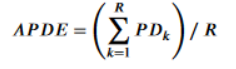 APDE = (∑_{k=1}^{R} PD_k) / R